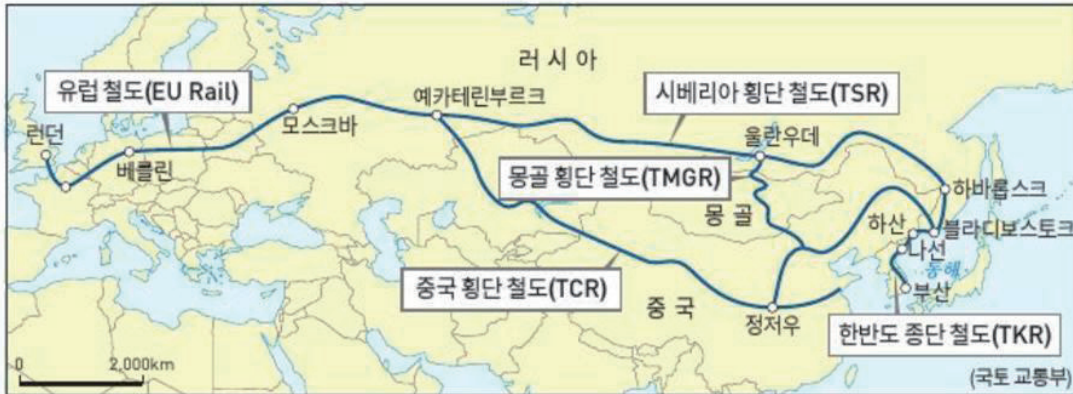 러 시 아
유럽 철도(EU Rail)
예카테린부르크
시베리아 횡단 철도(TSR)
런던
모스크바
울란우데
베를린
몽골 횡단 철도(TMGR)
하바롭스크
몽 골
하산
블라디보스토크
나선
동해
중국 횡단 철도(TCR)
부산
중 국
정저우
한반도 종단 철도(TKR)
0 2,000km
(국토 교통부)